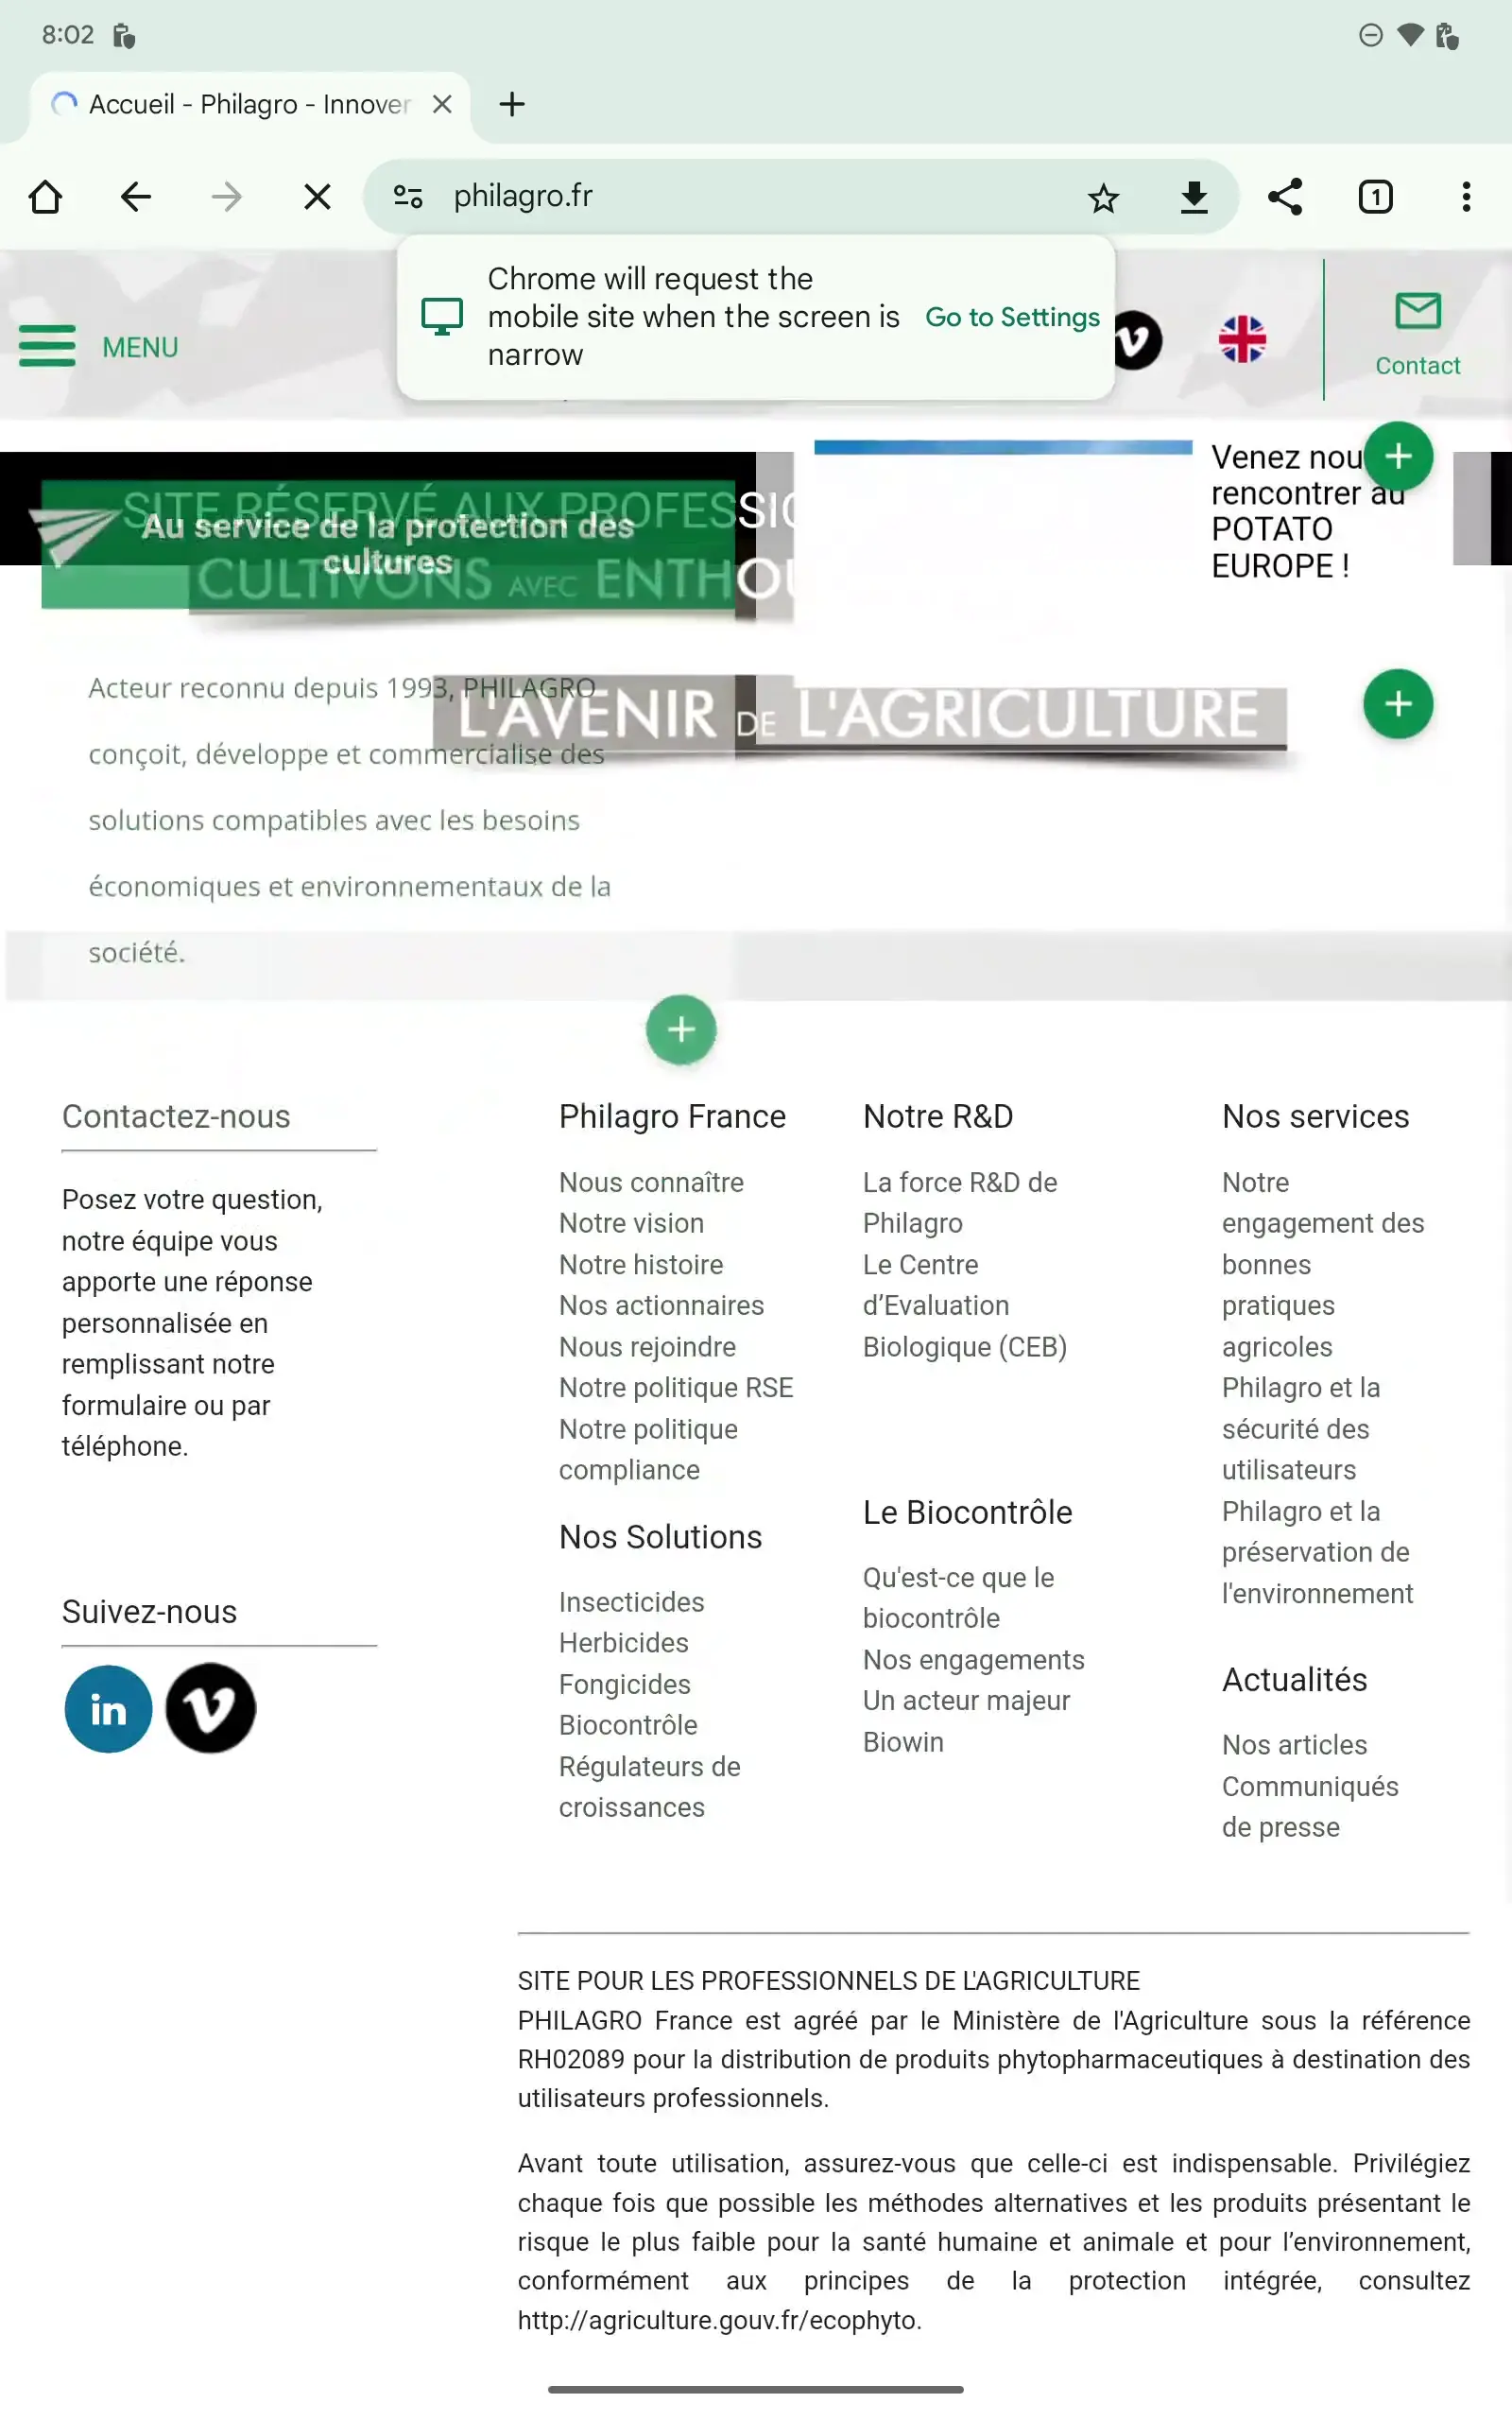 8:02
Accueil - Philagro - Innover
philagro.fr
1
Chrome will request the
mobile site when the screen is
narrow
Go to Settings
MENU
Contact
Venez nou
rencontrer au
POTATO
EUROPE !
SITE RÉSERVÉ AUX PROFESSIO
Au service de la protection des
cultures
CULTIVONS AVEC ENTHOU
L'AVENIR DE L'AGRICULTURE
Acteur reconnu depuis 1993, PHILAGRO
conçoit, développe et commercialise des
solutions compatibles avec les besoins
économiques et environnementaux de la
société.
Contactez-nous
Posez votre question,
notre équipe vous
apporte une réponse
personnalisée en
remplissant notre
formulaire ou par
téléphone.
Suivez-nous
in
Philagro France
Nous connaître
Notre vision
Notre histoire
Nos actionnaires
Nous rejoindre
Notre politique RSE
Notre politique
compliance
Nos Solutions
Insecticides
Herbicides
Fongicides
Biocontrôle
Régulateurs de
croissances
Notre R&D
La force R&D de
Philagro
Le Centre
d’Evaluation
Biologique (CEB)
Le Biocontrôle
Qu'est-ce que le
biocontrôle
Nos engagements
Un acteur majeur
Biowin
Nos services
Notre
engagement des
bonnes
pratiques
agricoles
Philagro et la
sécurité des
utilisateurs
Philagro et la
préservation de
l'environnement
Actualités
Nos articles
Communiqués
de presse
SITE POUR LES PROFESSIONNELS DE L'AGRICULTURE
PHILAGRO France est agréé par le Ministère de l'Agriculture sous la référence
RH02089 pour la distribution de produits phytopharmaceutiques à destination des
utilisateurs professionnels.
Avant toute utilisation, assurez-vous que celle-ci est indispensable. Privilégiez
chaque fois que possible les méthodes alternatives et les produits présentant le
risque le plus faible pour la santé humaine et animale et pour l’environnement,
conformément aux principes de la protection intégrée, consultez
http://agriculture.gouv.fr/ecophyto.